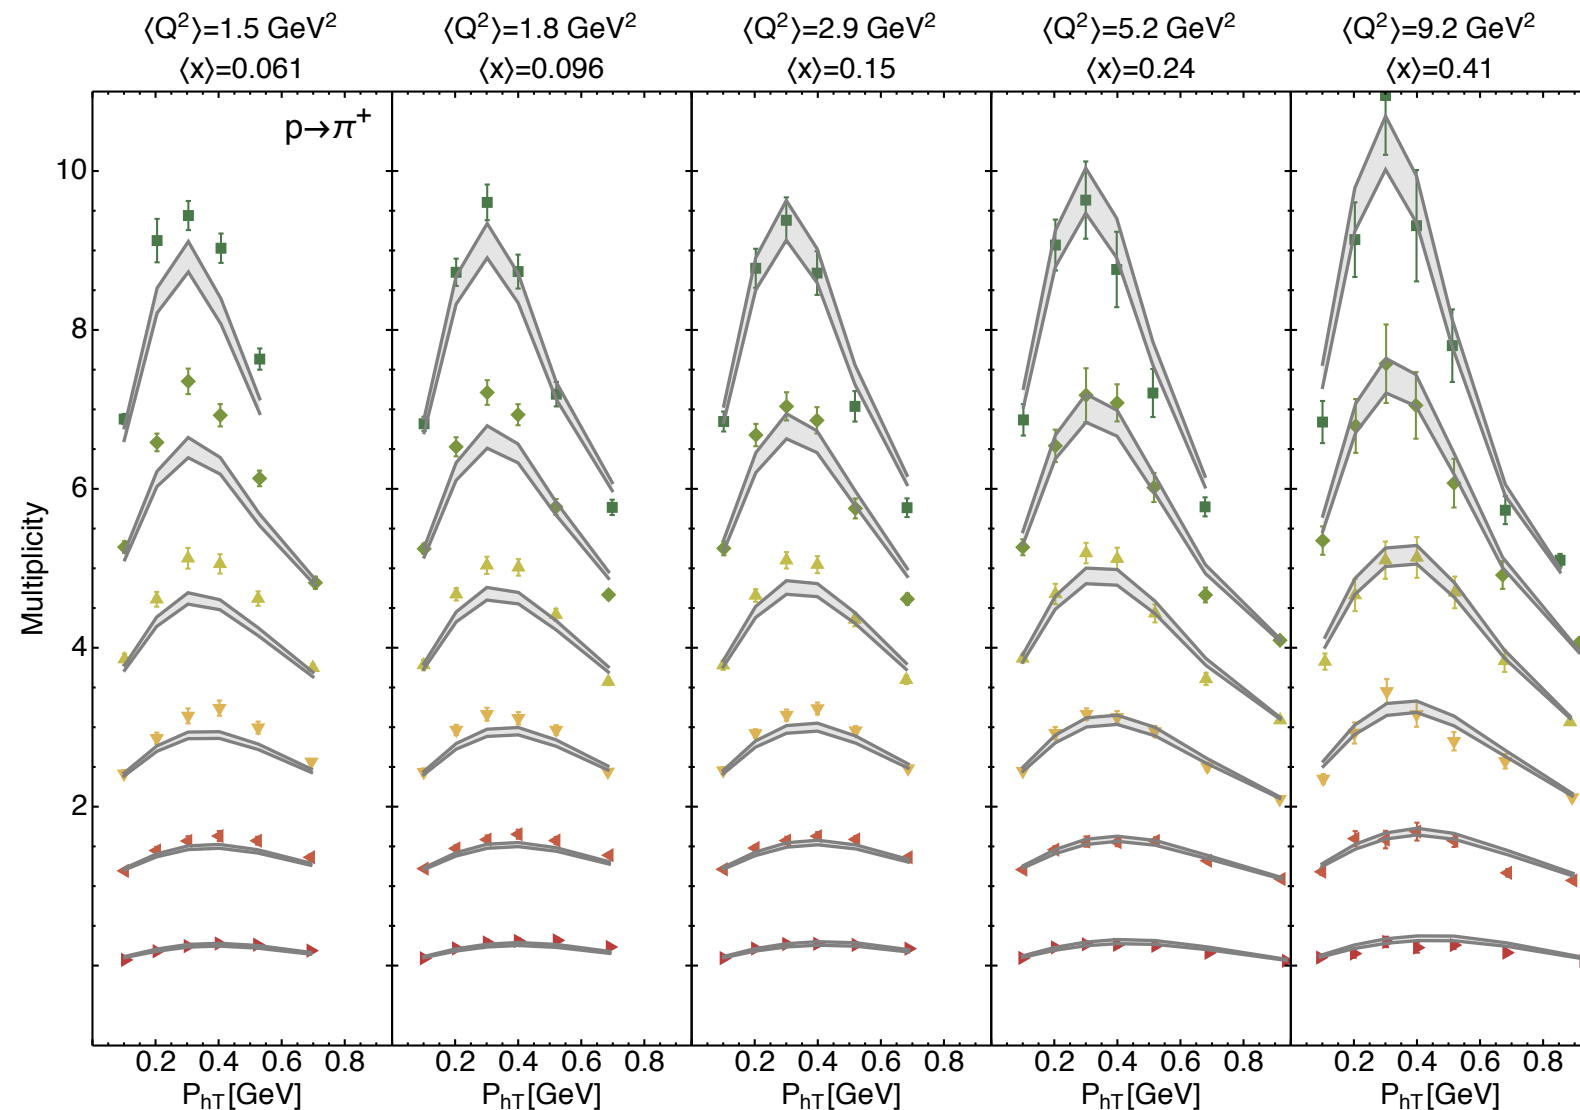 ⟨Q²⟩=1.5 GeV² ⟨Q²⟩=1.8 GeV² ⟨Q²⟩=2.9 GeV² ⟨Q²⟩=5.2 GeV² ⟨Q²⟩=9.2 GeV²
⟨x⟩=0.061 ⟨x⟩=0.096 ⟨x⟩=0.15 ⟨x⟩=0.24 ⟨x⟩=0.41
p→π⁺
10
8
6
4
2
Multiplicity
0.2 0.4 0.6 0.8 0.2 0.4 0.6 0.8 0.2 0.4 0.6 0.8 0.2 0.4 0.6 0.8 0.2 0.4 0.6 0.8
P_hT[GeV] P_hT[GeV] P_hT[GeV] P_hT[GeV] P_hT[GeV]